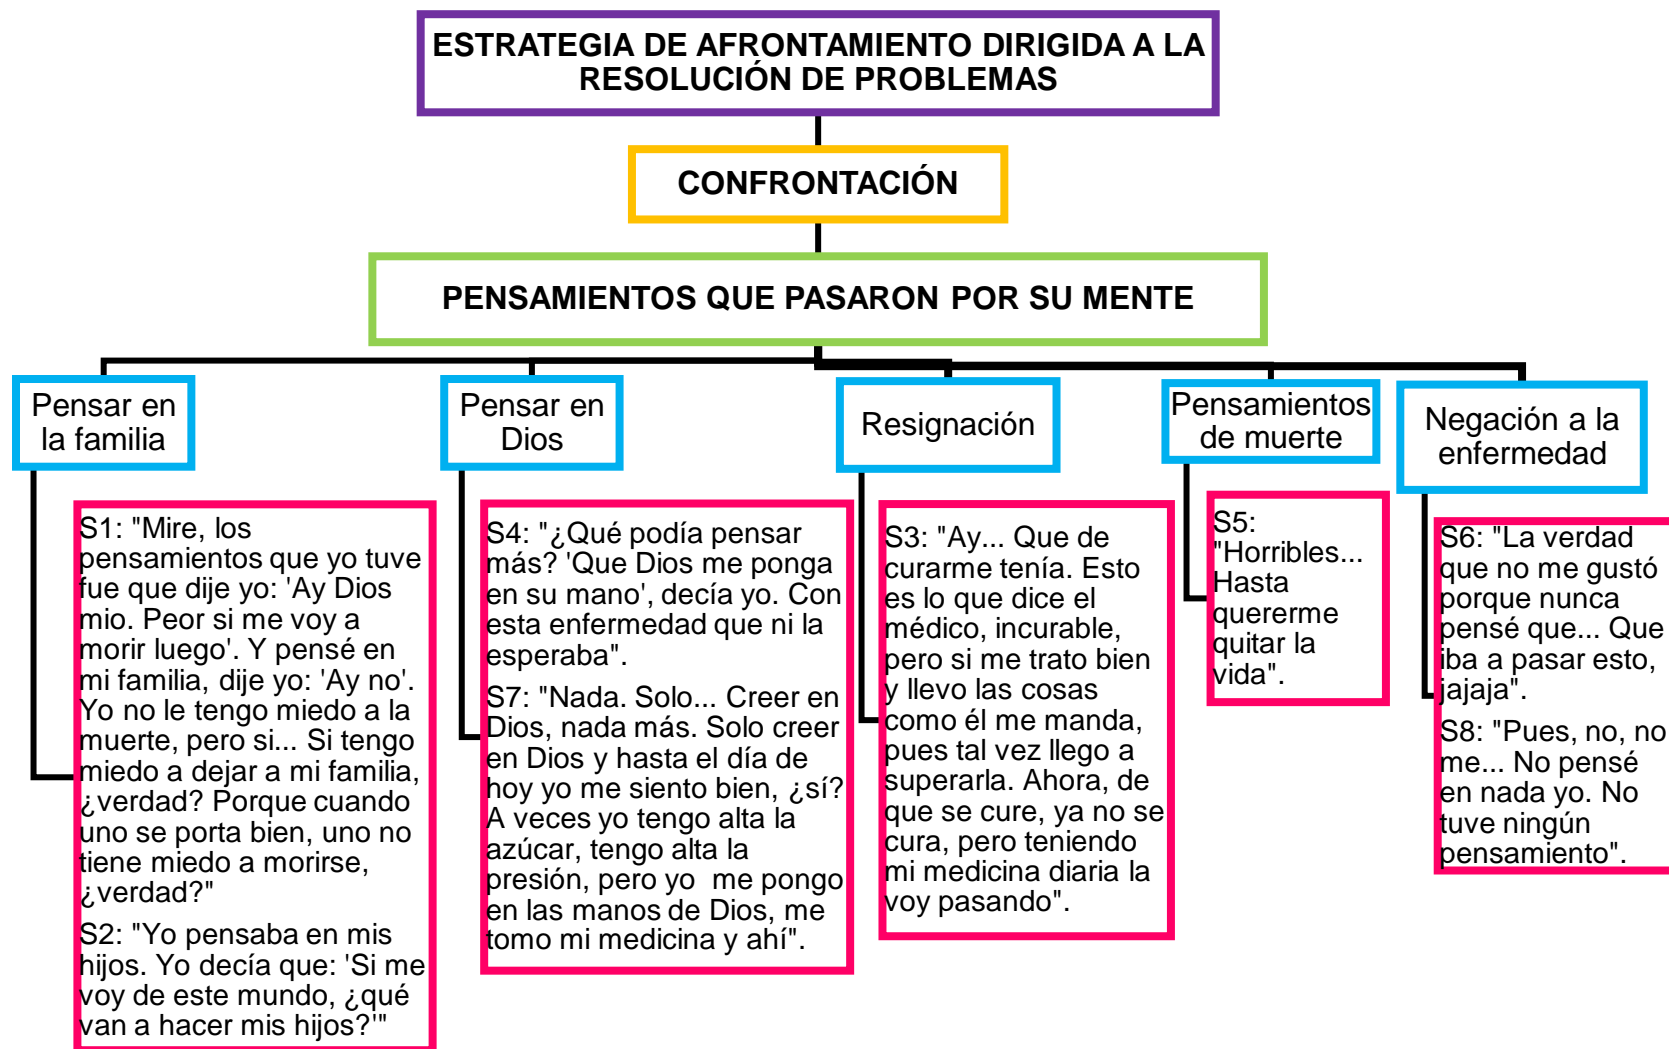 ESTRATEGIA DE AFRONTAMIENTO DIRIGIDA A LA
RESOLUCIÓN DE PROBLEMAS
CONFRONTACIÓN
PENSAMIENTOS QUE PASARON POR SU MENTE
Pensar en
la familia
S1: "Mire, los
pensamientos que yo tuve
fue que dije yo: 'Ay Dios
mio. Peor si me voy a
morir luego'. Y pensé en
mi familia, dije yo: 'Ay no'.
Yo no le tengo miedo a la
muerte, pero si... Si tengo
miedo a dejar a mi familia,
¿verdad? Porque cuando
uno se porta bien, uno no
tiene miedo a morirse,
¿verdad?"
S2: "Yo pensaba en mis
hijos. Yo decía que: 'Si me
voy de este mundo, ¿qué
van a hacer mis hijos?'"
Pensar en
Dios
S4: "¿Qué podía pensar
más? 'Que Dios me ponga
en su mano', decía yo. Con
esta enfermedad que ni la
esperaba".
S7: "Nada. Solo... Creer en
Dios, nada más. Solo creer
en Dios y hasta el día de
hoy yo me siento bien, ¿sí?
A veces yo tengo alta la
azúcar, tengo alta la
presión, pero yo  me pongo
en las manos de Dios, me
tomo mi medicina y ahí".
Resignación
S3: "Ay... Que de
curarme tenía. Esto
es lo que dice el
médico, incurable,
pero si me trato bien
y llevo las cosas
como él me manda,
pues tal vez llego a
superarla. Ahora, de
que se cure, ya no se
cura, pero teniendo
mi medicina diaria la
voy pasando".
Pensamientos
de muerte
S5:
"Horribles...
Hasta
quererme
quitar la
vida".
Negación a la
enfermedad
S6: "La verdad
que no me gustó
porque nunca
pensé que... Que
iba a pasar esto,
jajaja".
S8: "Pues, no, no
me... No pensé
en nada yo. No
tuve ningún
pensamiento".